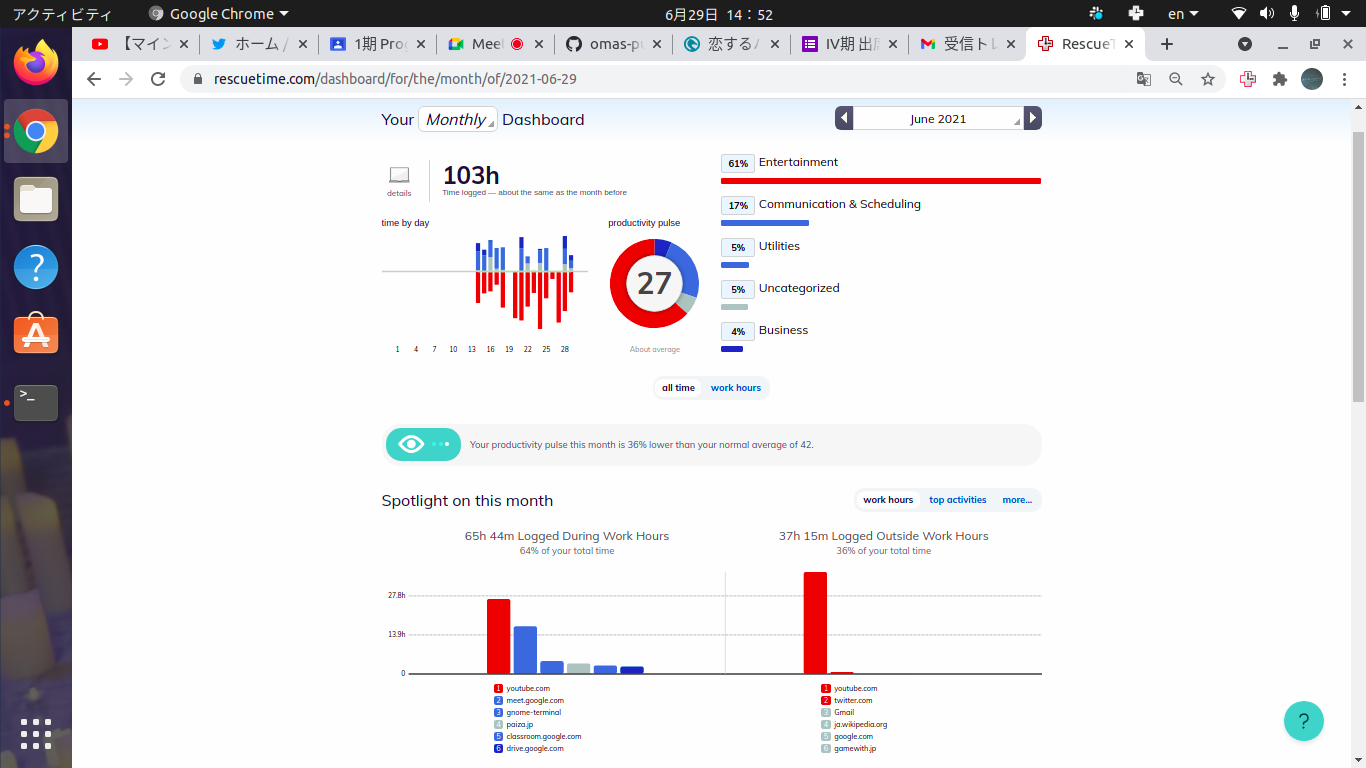 アクティビティ
Google Chrome
6月29日 14：52
en
【マイン
ホーム /
1期 Pro
Mee
omas-p
恋する
IV期 出
受信トレ
RescueT
rescuetime.com/dashboard/for/the/month/of/2021-06-29
Your Monthly Dashboard
June 2021
details
103h
Time logged — about the same as the month before
time by day
productivity pulse
27
About average
1 4 7 10 13 16 19 22 25 28
61% Entertainment
17% Communication & Scheduling
5% Utilities
5% Uncategorized
4% Business
all time work hours
Your productivity pulse this month is 36% lower than your normal average of 42.
Spotlight on this month
work hours top activities more...
65h 44m Logged During Work Hours
64% of your total time
27.8h
13.9h
0
1 youtube.com
2 meet.google.com
3 gnome-terminal
4 paiza.jp
5 classroom.google.com
6 drive.google.com
37h 15m Logged Outside Work Hours
36% of your total time
1 youtube.com
2 twitter.com
3 Gmail
4 ja.wikipedia.org
5 google.com
6 gamewith.jp
?